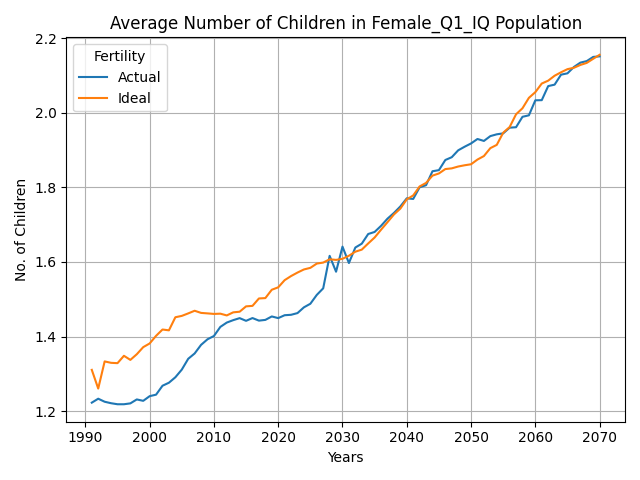 Average Number of Children in Female_Q1_IQ Population
No. of Children
2.2
2.0
1.8
1.6
1.4
1.2
Fertility
Actual
Ideal
1990 2000 2010 2020 2030 2040 2050 2060 2070
Years